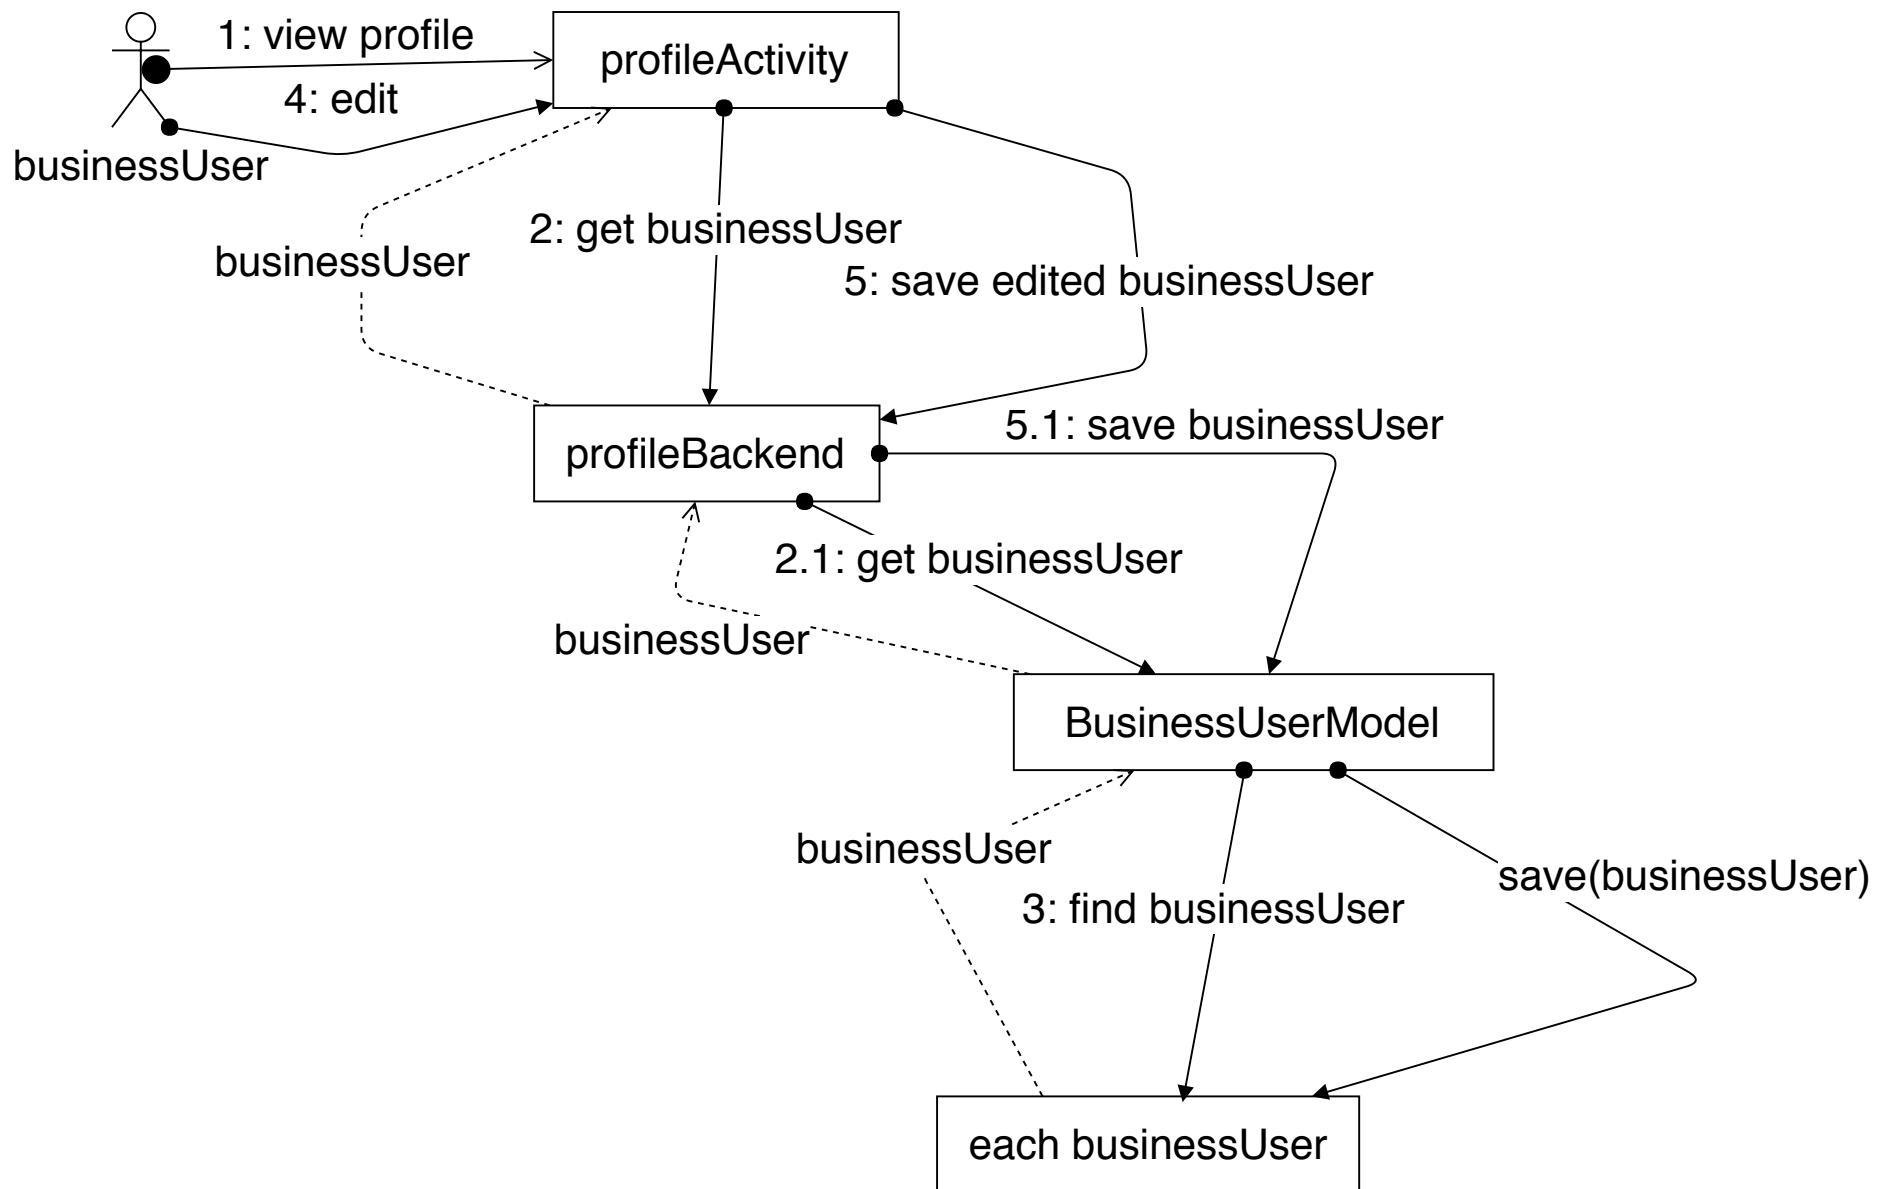 1: view profile
profileActivity
4: edit
businessUser
2: get businessUser
businessUser
5: save edited businessUser
5.1: save businessUser
profileBackend
2.1: get businessUser
businessUser
BusinessUserModel
businessUser
save(businessUser)
3: find businessUser
each businessUser